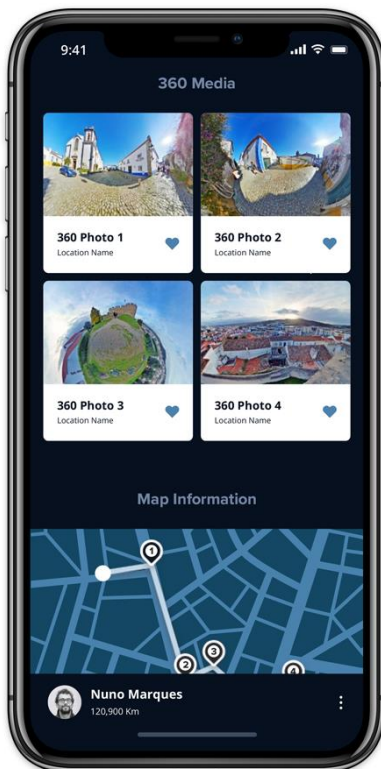 9:41
360 Media
360 Photo 1
Location Name
360 Photo 2
Location Name
360 Photo 3
Location Name
360 Photo 4
Location Name
Map Information
1
2
3
4
Nuno Marques
120,900 Km